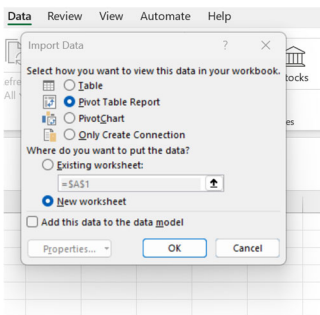 Data Review View Automate Help
Import Data ? ×
Select how you want to view this data in your workbook.
Table
Pivot Table Report
PivotChart
Only Create Connection
Where do you want to put the data?
Existing worksheet:
=$A$1
New worksheet
Add this data to the data model
Properties... OK Cancel
efre
All
tocks
es